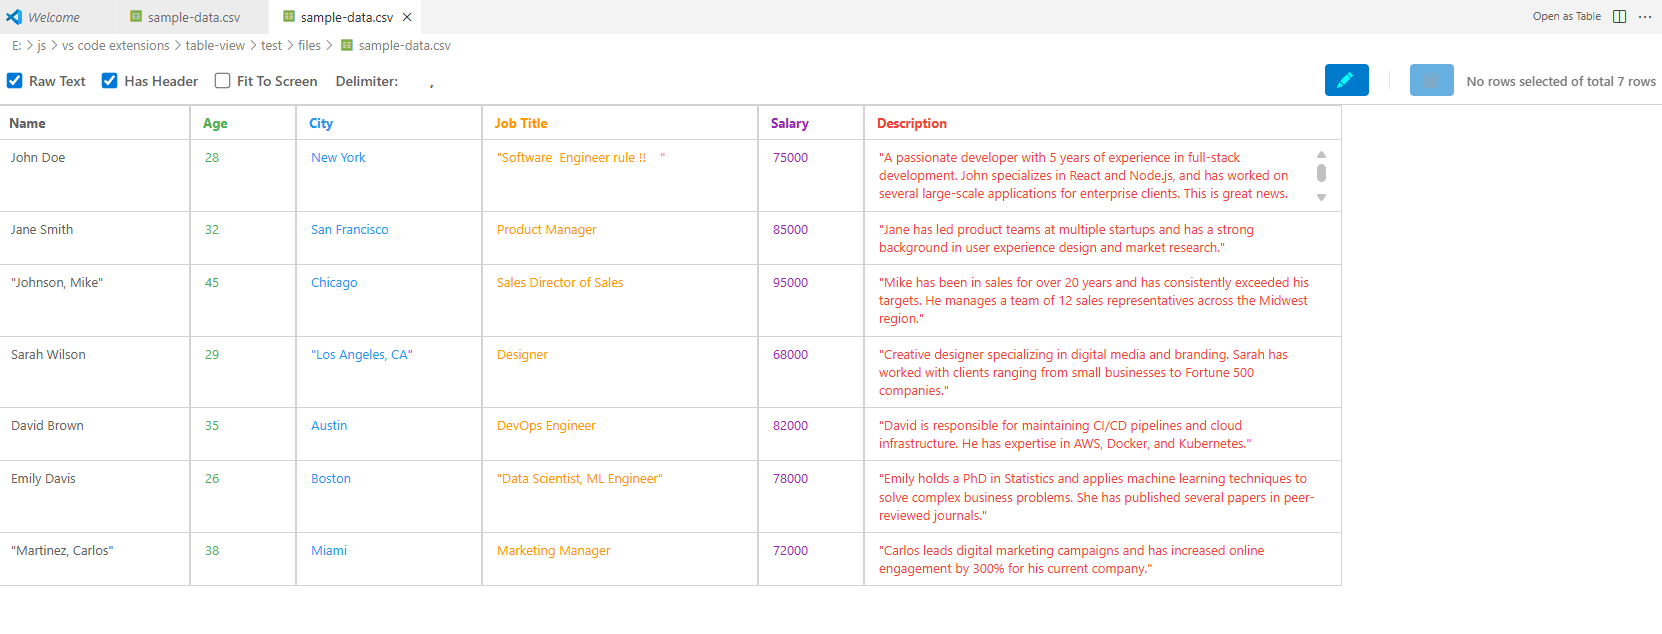 Welcome sample-data.csv sample-data.csv Open as Table
E: js vs code extensions table-view test files sample-data.csv
Raw Text Has Header Fit To Screen Delimiter: , No rows selected of total 7 rows
Name Age City Job Title Salary Description
John Doe 28 New York "Software  Engineer rule !!    " 75000 "A passionate developer with 5 years of experience in full-stack
development. John specializes in React and Node.js, and has worked on
several large-scale applications for enterprise clients. This is great news.
Jane Smith 32 San Francisco Product Manager 85000 "Jane has led product teams at multiple startups and has a strong
background in user experience design and market research."
"Johnson, Mike" 45 Chicago Sales Director of Sales 95000 "Mike has been in sales for over 20 years and has consistently exceeded his
targets. He manages a team of 12 sales representatives across the Midwest
region."
Sarah Wilson 29 "Los Angeles, CA" Designer 68000 "Creative designer specializing in digital media and branding. Sarah has
worked with clients ranging from small businesses to Fortune 500
companies."
David Brown 35 Austin DevOps Engineer 82000 "David is responsible for maintaining CI/CD pipelines and cloud
infrastructure. He has expertise in AWS, Docker, and Kubernetes."
Emily Davis 26 Boston "Data Scientist, ML Engineer" 78000 "Emily holds a PhD in Statistics and applies machine learning techniques to
solve complex business problems. She has published several papers in peer-
reviewed journals."
"Martinez, Carlos" 38 Miami Marketing Manager 72000 "Carlos leads digital marketing campaigns and has increased online
engagement by 300% for his current company."